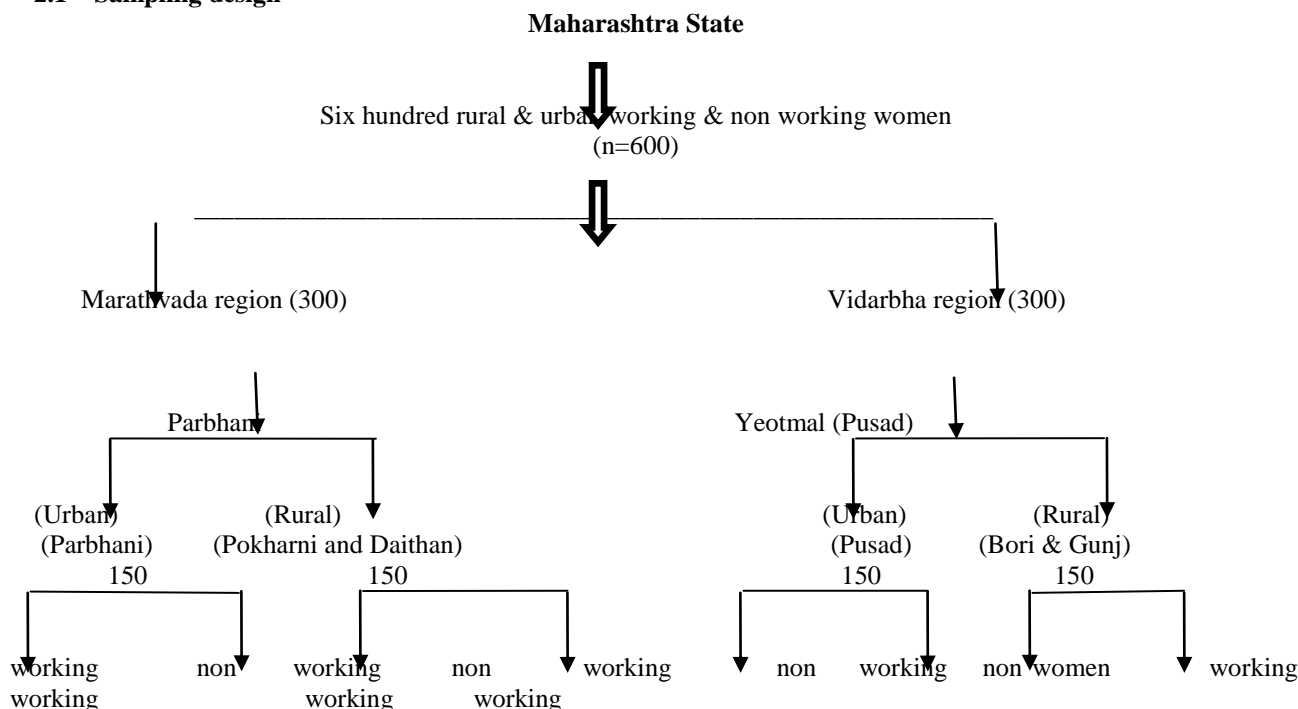 2.1 Sampling design
Maharashtra State
Six hundred rural & urban working & non working women
(n=600)
Marathvada region (300) Vidarbha region (300)
Parbhani Yeotmal (Pusad)
(Urban) (Rural) (Urban) (Rural)
(Parbhani) (Pokharni and Daithan) (Pusad) (Bori & Gunj)
150 150 150 150
working non working non working non working non women working
working working working